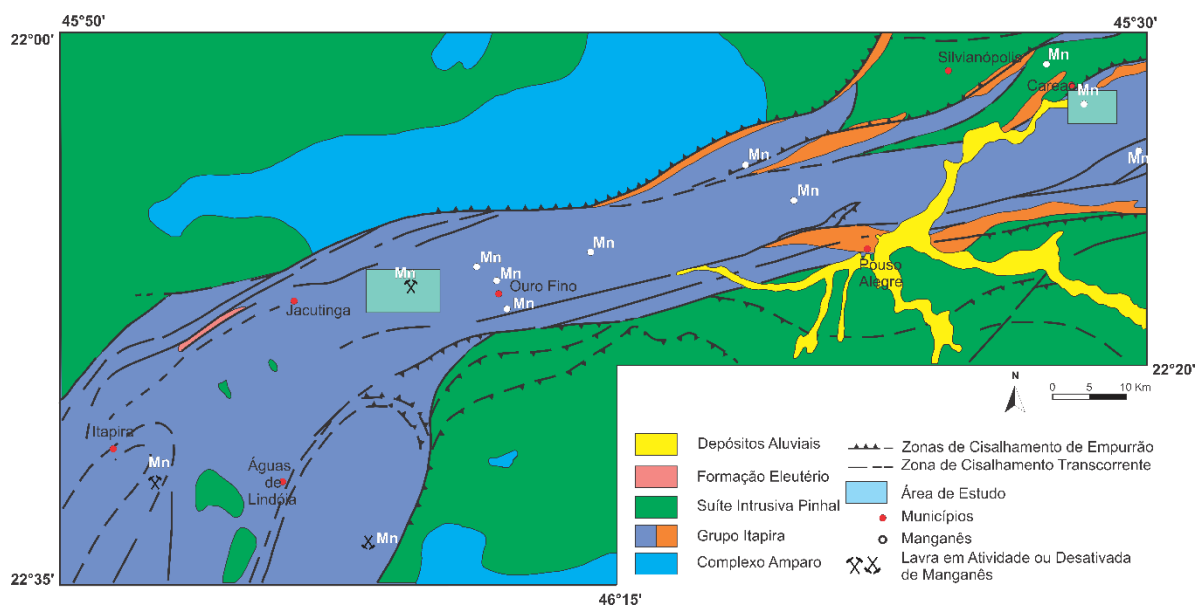 45°50'
45°30'
22°00'
Silvianópolis
Mn
Careaçu
Mn
Mn
Mn
Mn
Mn
Mn
Mn
Ouro Fino
Mn
Pouso
Alegre
Jacutinga
22°20'
N
0 5 10 Km
Itapira
Mn
Águas
de
Lindóia
Mn
Depósitos Aluviais
Formação Eleutério
Suíte Intrusiva Pinhal
Grupo Itapira
Complexo Amparo
Zonas de Cisalhamento de Empurrão
Zona de Cisalhamento Transcorrente
Área de Estudo
Municípios
Manganês
Lavra em Atividade ou Desativada
de Manganês
22°35'
46°15'